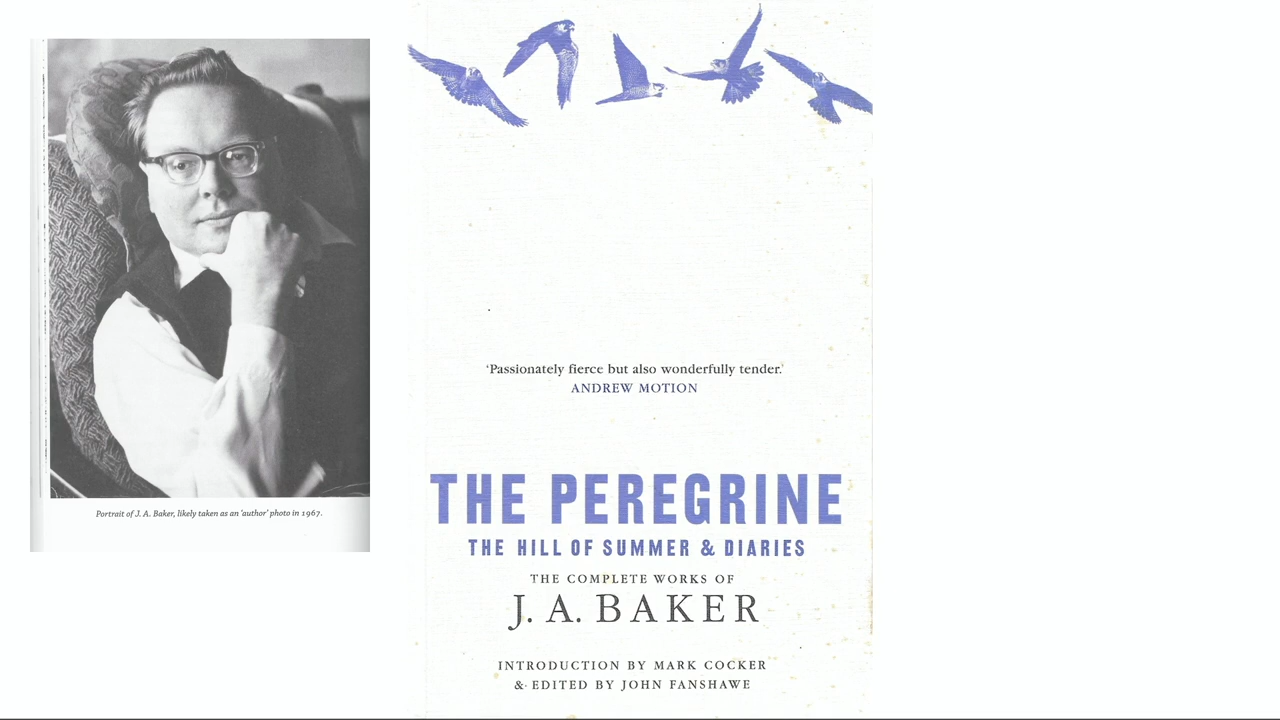 Portrait of J. A. Baker, likely taken as an 'author' photo in 1967.
'Passionately fierce but also wonderfully tender.'
ANDREW MOTION
THE PEREGRINE
THE HILL OF SUMMER & DIARIES
THE COMPLETE WORKS OF
J. A. BAKER
INTRODUCTION BY MARK COCKER
& EDITED BY JOHN FANSHAWE